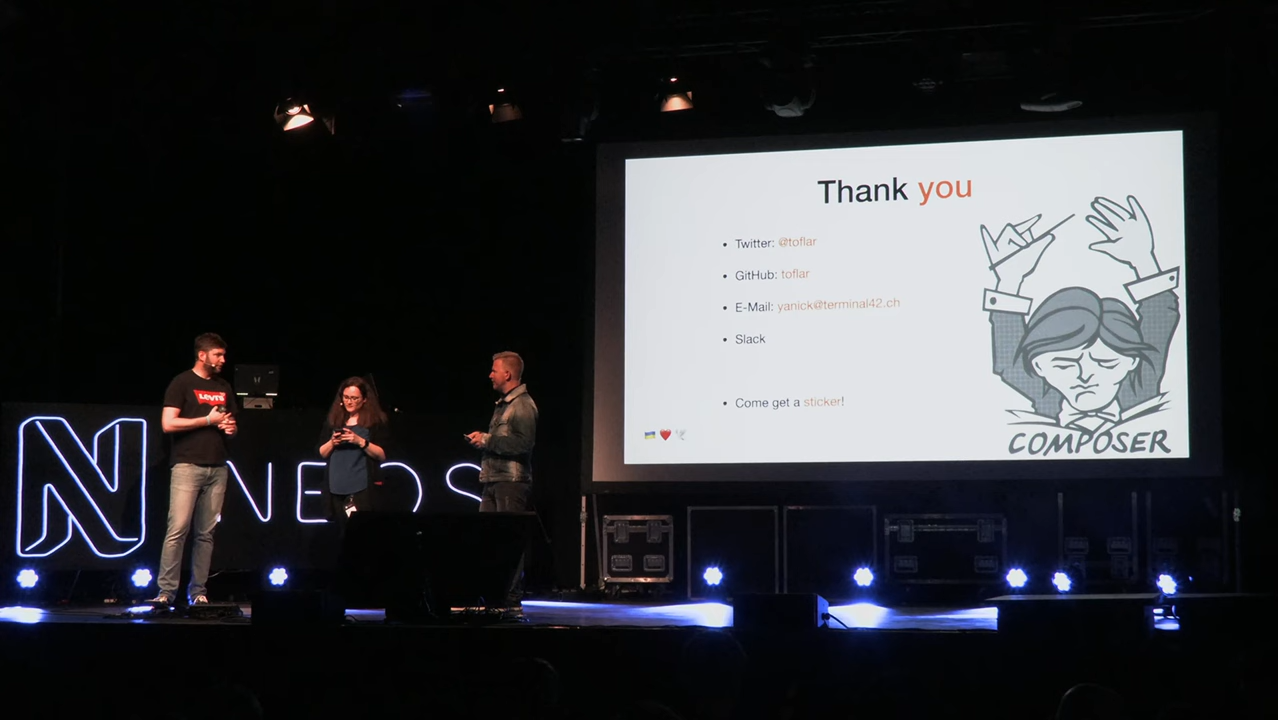 Thank you
• Twitter: @toflar
• GitHub: toflar
• E-Mail: yanick@terminal42.ch
• Slack
• Come get a sticker!
COMPOSER
LEVI'S
N NEOS